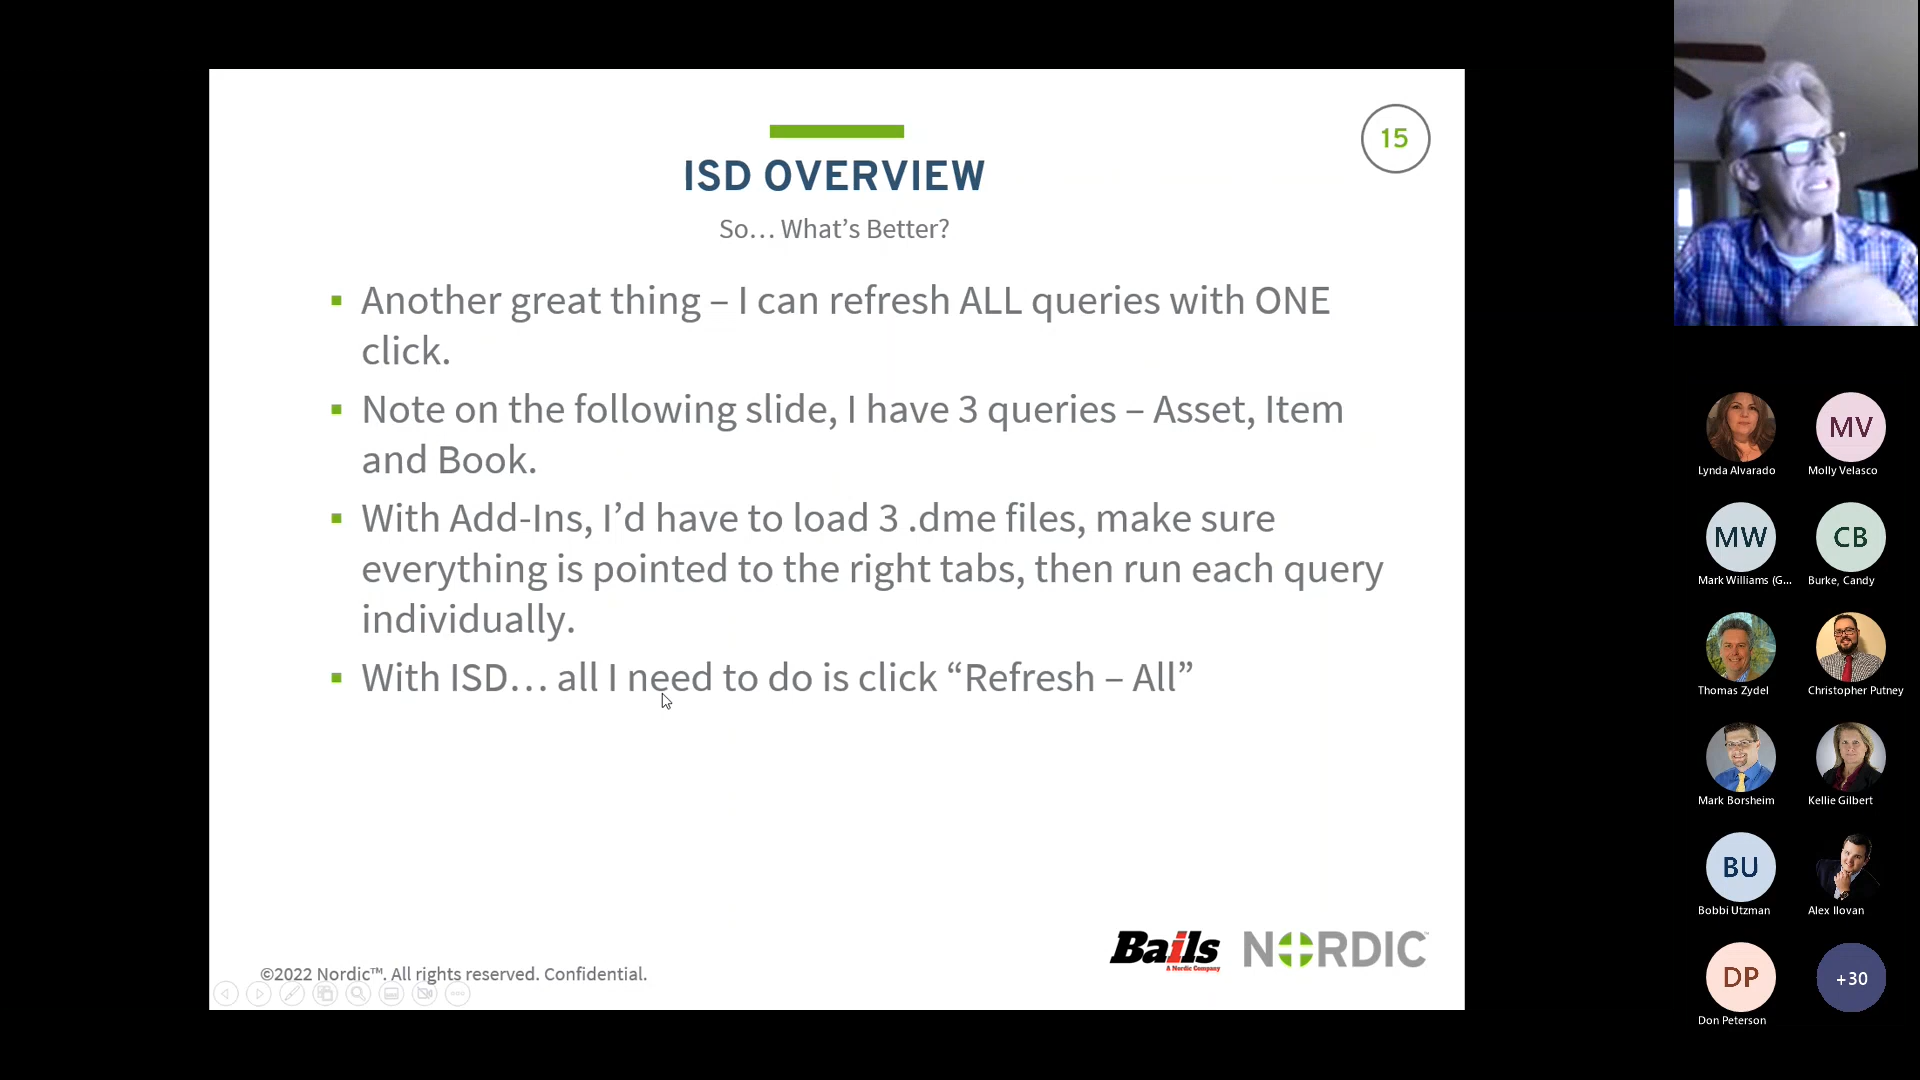 15
ISD OVERVIEW
So… What’s Better?
▪ Another great thing – I can refresh ALL queries with ONE
click.
▪ Note on the following slide, I have 3 queries – Asset, Item
and Book.
▪ With Add-Ins, I’d have to load 3 .dme files, make sure
everything is pointed to the right tabs, then run each query
individually.
▪ With ISD… all I need to do is click “Refresh – All”
©2022 Nordic™. All rights reserved. Confidential.
Bails
A Nordic Company
NORDIC™
Lynda Alvarado
MV
Molly Velasco
MW
Mark Williams (G...
CB
Burke, Candy
Thomas Zydel
Christopher Putney
Mark Borsheim
Kellie Gilbert
BU
Bobbi Utzman
Alex Ilovan
DP
Don Peterson
+30